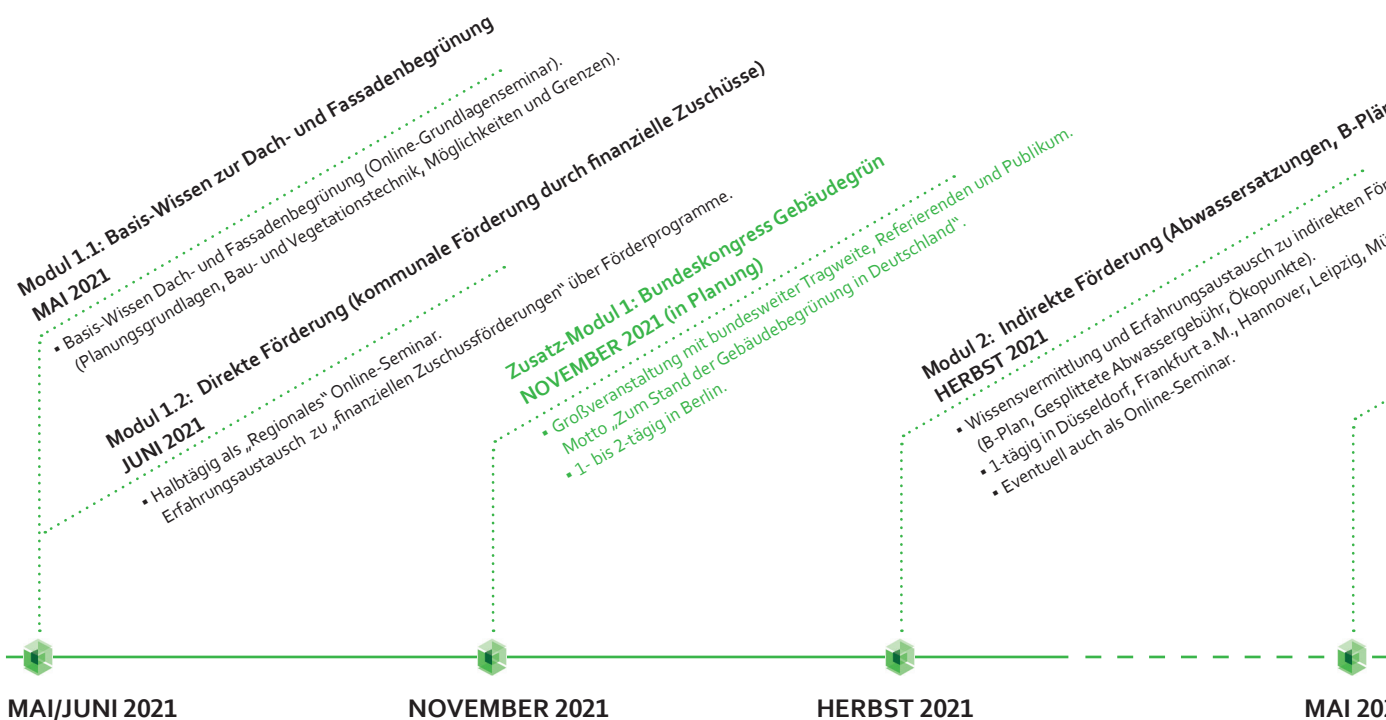 Modul 1.1: Basis-Wissen zur Dach- und Fassadenbegrünung
MAI 2021
▪ Basis-Wissen Dach- und Fassadenbegrünung (Online-Grundlagenseminar).
(Planungsgrundlagen, Bau- und Vegetationstechnik, Möglichkeiten und Grenzen).
Modul 1.2: Direkte Förderung (kommunale Förderung durch finanzielle Zuschüsse)
JUNI 2021
▪ Halbtägig als „Regionales“ Online-Seminar.
Erfahrungsaustausch zu „finanziellen Zuschussförderungen“ über Förderprogramme.
Zusatz-Modul 1: Bundeskongress Gebäudegrün
NOVEMBER 2021 (in Planung)
▪ Großveranstaltung mit bundesweiter Tragweite, Referierenden und Publikum.
Motto „Zum Stand der Gebäudebegrünung in Deutschland“.
▪ 1- bis 2-tägig in Berlin.
Modul 2: Indirekte Förderung (Abwassersatzungen,
HERBST 2021
▪ Wissensvermittlung und Erfahrungsaustausch zu indirekten
(B-Plan, Gesplittete Abwassergebühr, Ökopunkte).
▪ 1-tägig in Düsseldorf, Frankfurt a.M., Hannover, Leipzig,
▪ Eventuell auch als Online-Seminar.
MAI/JUNI 2021
NOVEMBER 2021
HERBST 2021
MAI